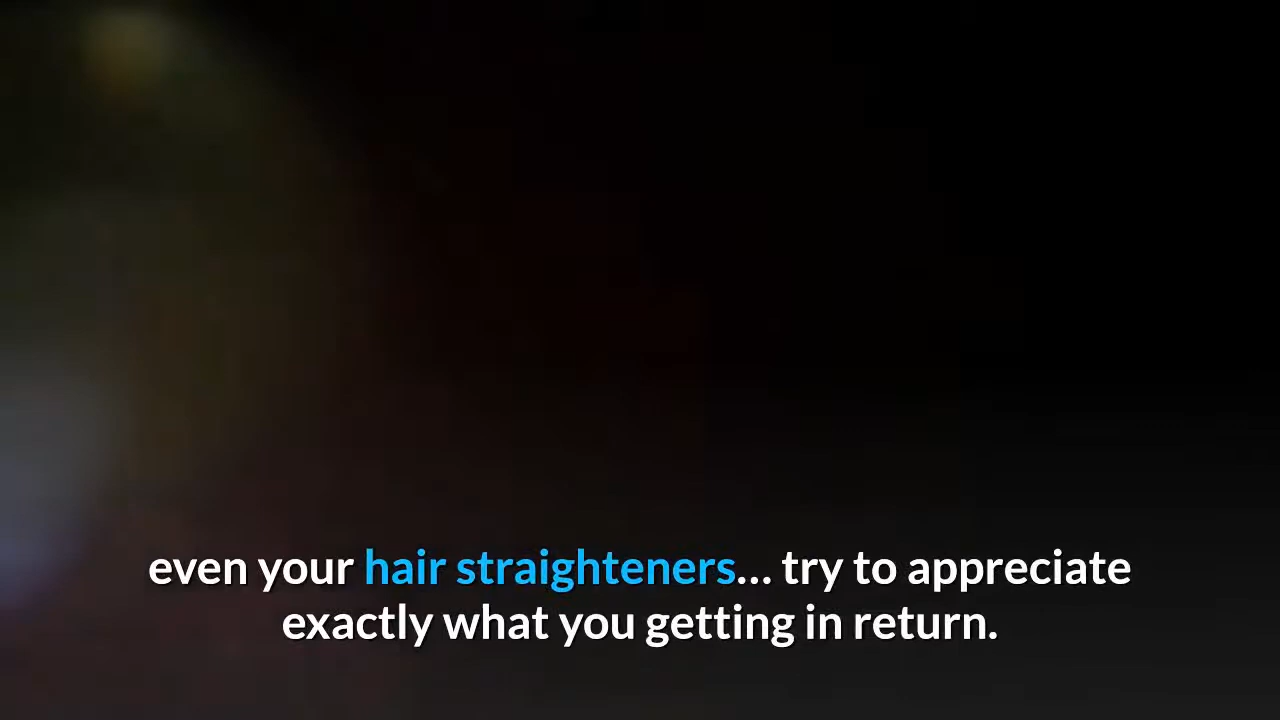 even your hair straighteners... try to appreciate
exactly what you getting in return.